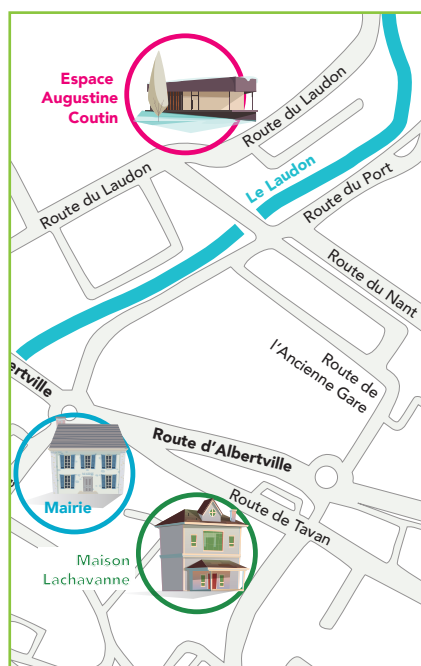 Espace
Augustine
Coutin
Route du Laudon
Route du Laudon
Le Laudon
Route du Port
Route du Nant
Route de
l'Ancienne Gare
ertville
Route d'Albertville
Mairie
Route de Tavan
Maison
Lachavanne